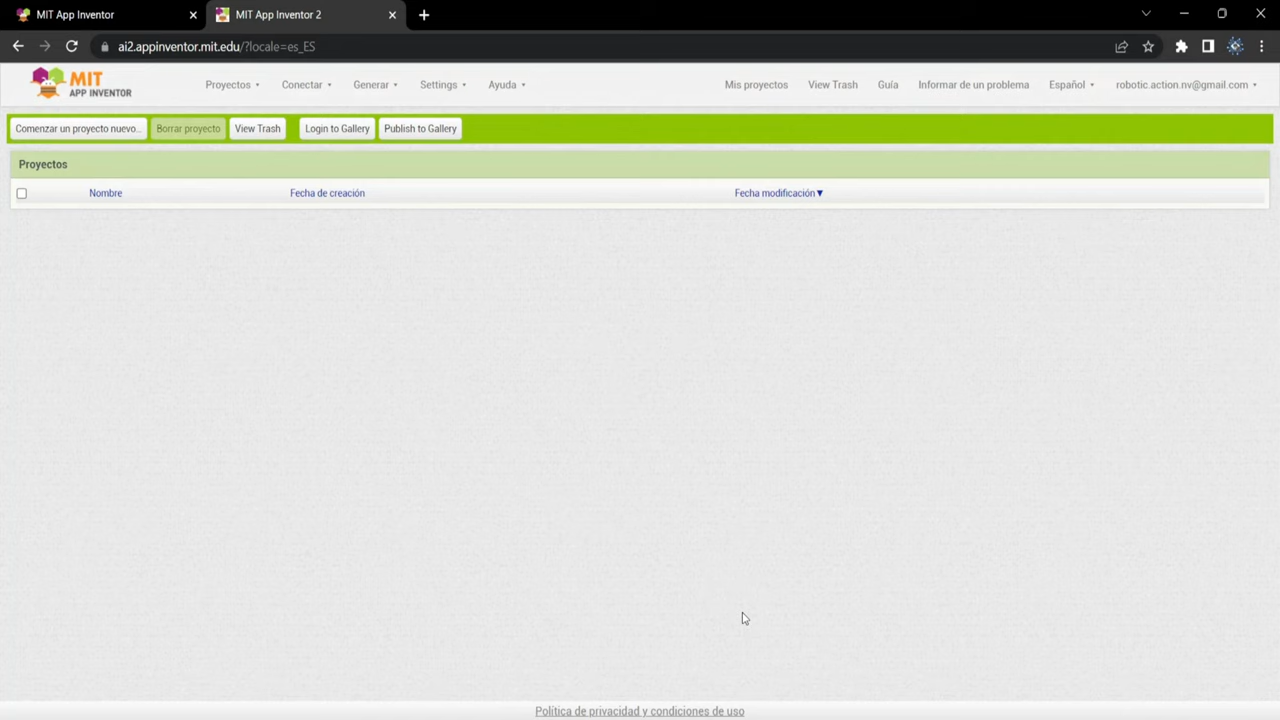 MIT App Inventor
MIT App Inventor 2
ai2.appinventor.mit.edu/?locale=es_ES
MIT
APP INVENTOR
Proyectos
Conectar
Generar
Settings
Ayuda
Mis proyectos
View Trash
Guía
Informar de un problema
Español
robotic.action.nv@gmail.com
Comenzar un proyecto nuevo...
Borrar proyecto
View Trash
Login to Gallery
Publish to Gallery
Proyectos
Nombre
Fecha de creación
Fecha modificación▼
Política de privacidad y condiciones de uso